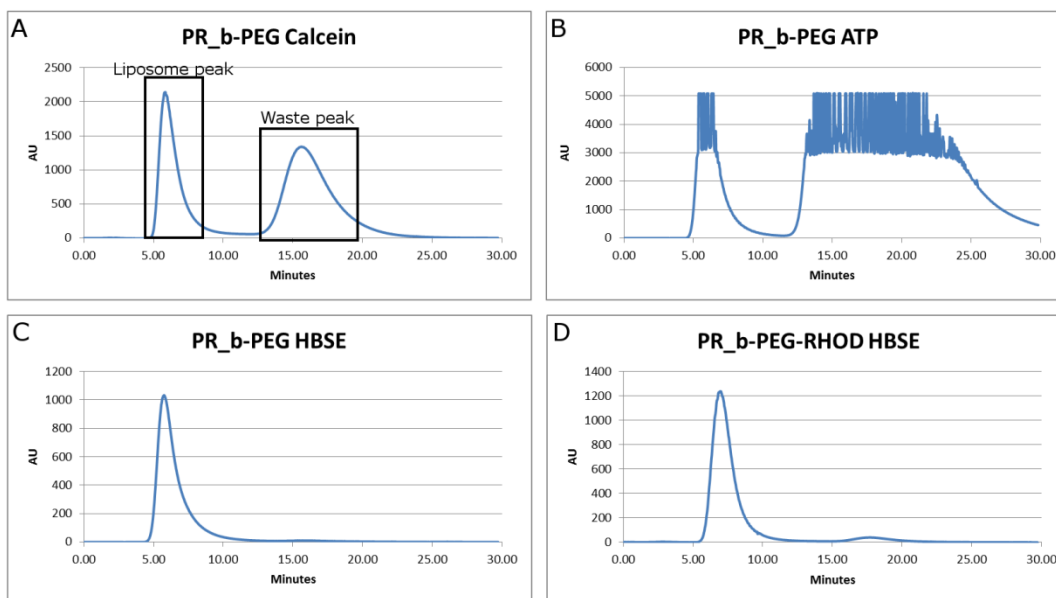 A
PR_b-PEG Calcein
Liposome peak
Waste peak
2500
2000
1500
1000
500
0
AU
0.00 5.00 10.00 15.00 20.00 25.00 30.00
Minutes
B
PR_b-PEG ATP
6000
5000
4000
3000
2000
1000
0
AU
0.00 5.00 10.00 15.00 20.00 25.00 30.00
Minutes
C
PR_b-PEG HBSE
1200
1000
800
600
400
200
0
AU
0.00 5.00 10.00 15.00 20.00 25.00 30.00
Minutes
D
PR_b-PEG-RHOD HBSE
1400
1200
1000
800
600
400
200
0
AU
0.00 5.00 10.00 15.00 20.00 25.00 30.00
Minutes